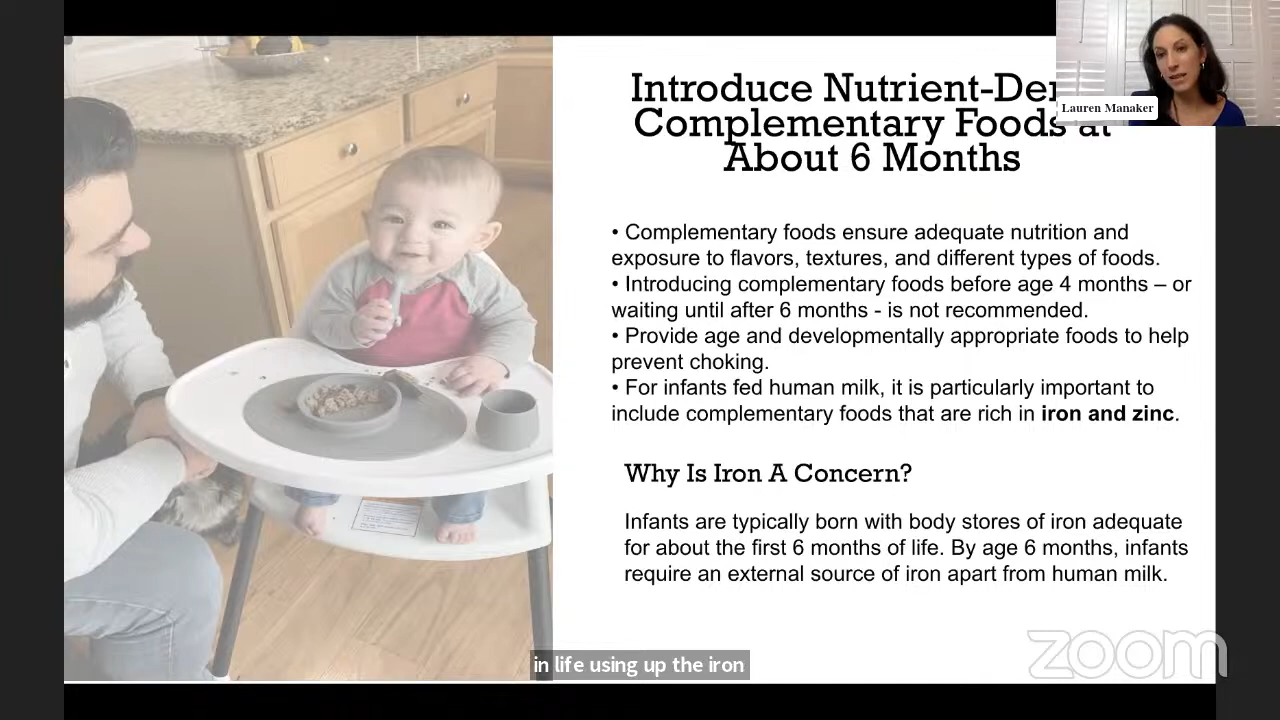 Introduce Nutrient-De
Complementary Foods at
About 6 Months
Lauren Manaker
• Complementary foods ensure adequate nutrition and
exposure to flavors, textures, and different types of foods.
• Introducing complementary foods before age 4 months – or
waiting until after 6 months - is not recommended.
• Provide age and developmentally appropriate foods to help
prevent choking.
• For infants fed human milk, it is particularly important to
include complementary foods that are rich in iron and zinc.
Why Is Iron A Concern?
Infants are typically born with body stores of iron adequate
for about the first 6 months of life. By age 6 months, infants
require an external source of iron apart from human milk.
zoom
in life using up the iron